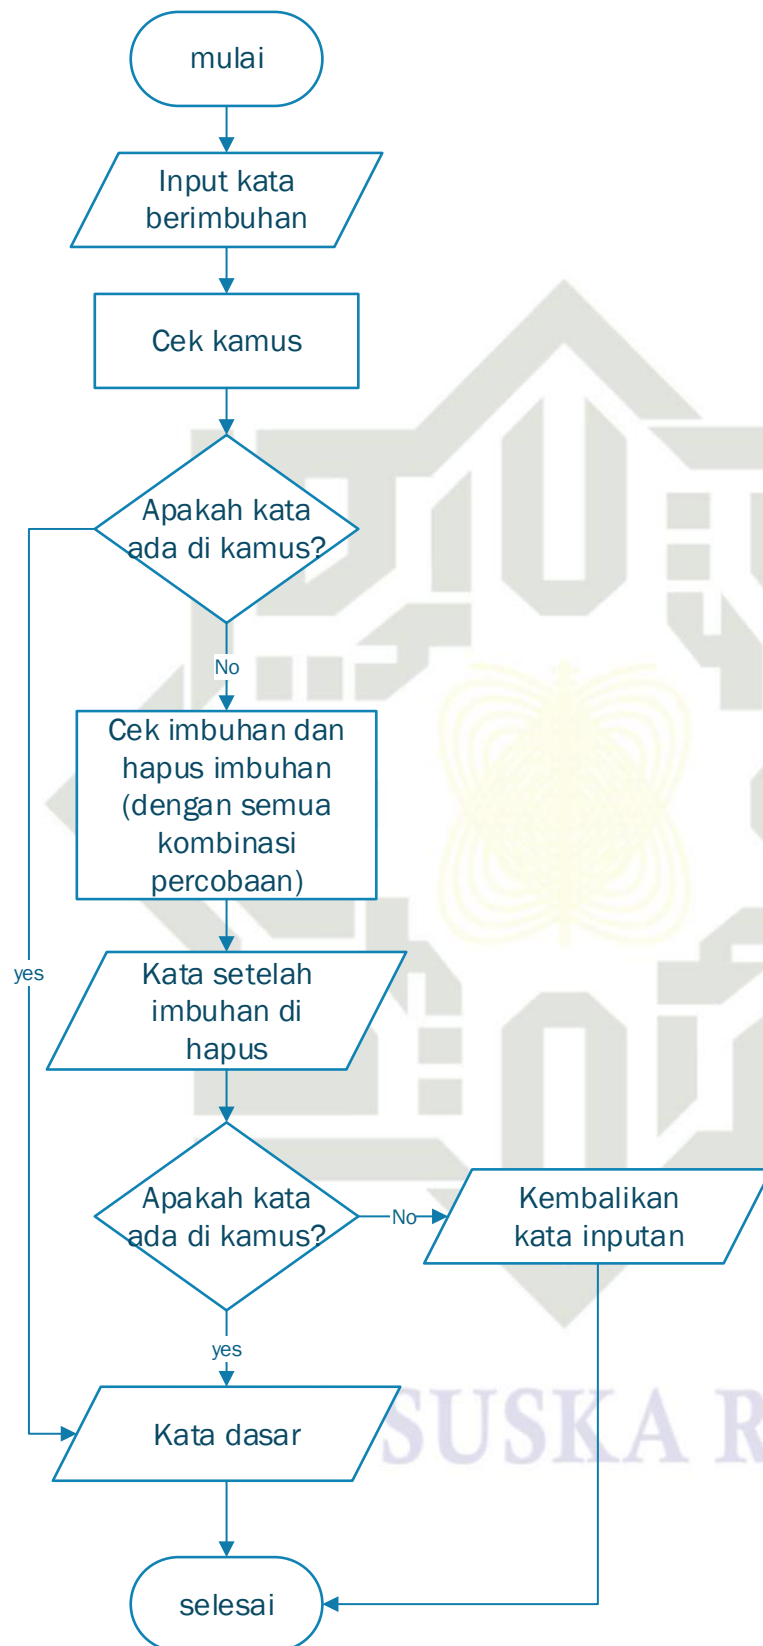 mulai
Input kata
berimbuhan
Cek kamus
Apakah kata
ada di kamus?
No
Cek imbuhan dan
hapus imbuhan
(dengan semua
kombinasi
percobaan)
yes
Kata setelah
imbuhan di
hapus
Apakah kata
ada di kamus?
No
Kembalikan
kata inputan
yes
Kata dasar
SUSKA R
selesai